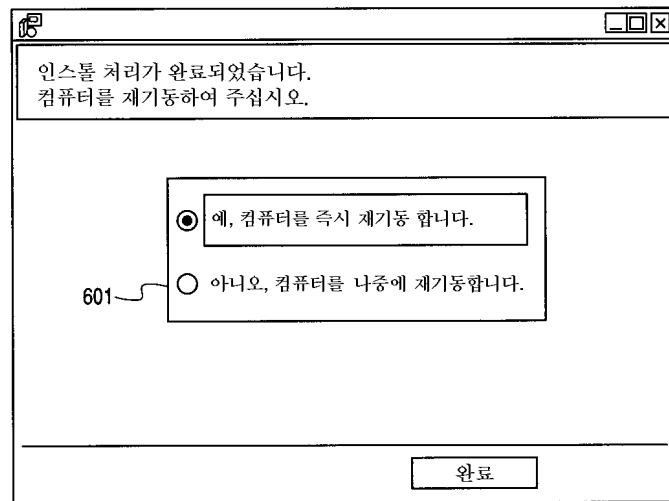 인스톨 처리가 완료되었습니다.
컴퓨터를 재기동하여 주십시오.
예, 컴퓨터를 즉시 재기동 합니다.
601
아니오, 컴퓨터를 나중에 재기동합니다.
완료